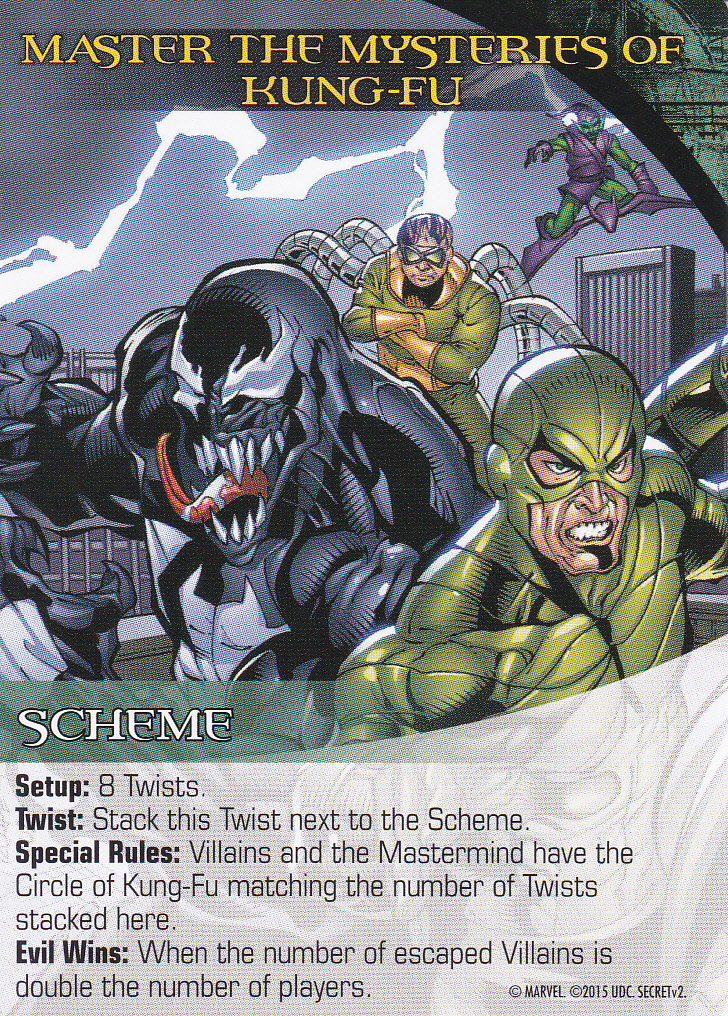 MASTER THE MYSTERIES OF
KUNG-FU
SCHEME
Setup: 8 Twists.
Twist: Stack this Twist next to the Scheme.
Special Rules: Villains and the Mastermind have the
Circle of Kung-Fu matching the number of Twists
stacked here.
Evil Wins: When the number of escaped Villains is
double the number of players.
© MARVEL. ©2015 UDC. SECRETv2.